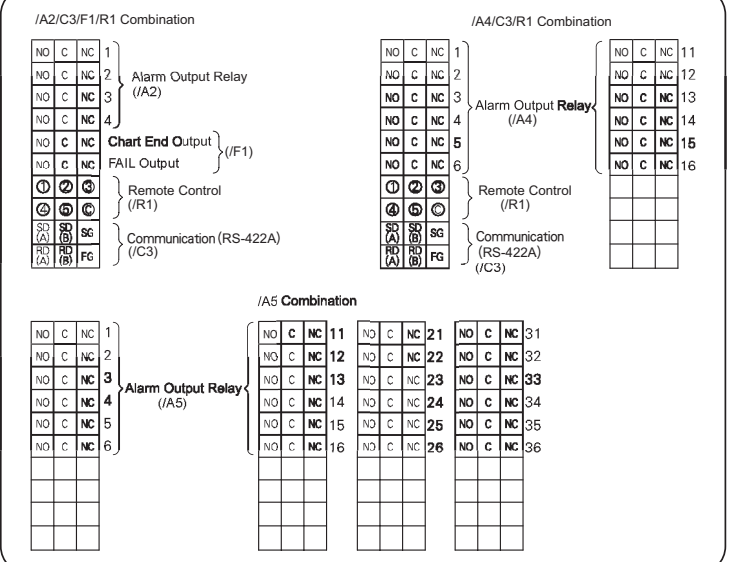 /A2/C3/F1/R1 Combination
NO C NC 1
NO C NC 2
NO C NC 3
NO C NC 4
Alarm Output Relay
(/A2)
NO C NC Chart End Output
NO C NC FAIL Output
(/F1)
① ② ③
④ ⑤ Ⓒ
Remote Control
(/R1)
SD (A) SD (B) SG
RD (A) RD (B) FG
Communication (RS-422A)
(/C3)
/A4/C3/R1 Combination
NO C NC 1
NO C NC 2
NO C NC 3
NO C NC 4
NO C NC 5
NO C NC 6
Alarm Output Relay
(/A4)
NO C NC 11
NO C NC 12
NO C NC 13
NO C NC 14
NO C NC 15
NO C NC 16
① ② ③
④ ⑤ Ⓒ
Remote Control
(/R1)
SD (A) SD (B) SG
RD (A) RD (B) FG
Communication
(RS-422A)
(/C3)
/A5 Combination
NO C NC 1
NO C NC 2
NO C NC 3
NO C NC 4
NO C NC 5
NO C NC 6
Alarm Output Relay
(/A5)
NO C NC 11
NO C NC 12
NO C NC 13
NO C NC 14
NO C NC 15
NO C NC 16
NO C NC 21
NO C NC 22
NO C NC 23
NO C NC 24
NO C NC 25
NO C NC 26
NO C NC 31
NO C NC 32
NO C NC 33
NO C NC 34
NO C NC 35
NO C NC 36